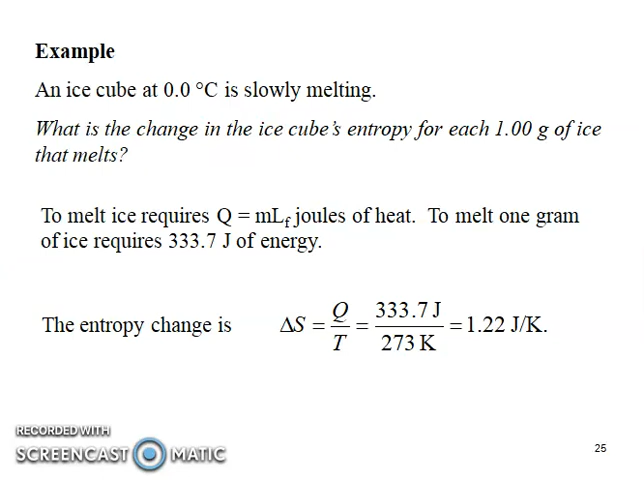 Example
An ice cube at 0.0 °C is slowly melting.
What is the change in the ice cube's entropy for each 1.00 g of ice
that melts?
To melt ice requires Q = mLf joules of heat.  To melt one gram
of ice requires 333.7 J of energy.
The entropy change is ΔS = Q/T = 333.7 J/273 K = 1.22 J/K.
RECORDED WITH
SCREENCAST MATIC
25